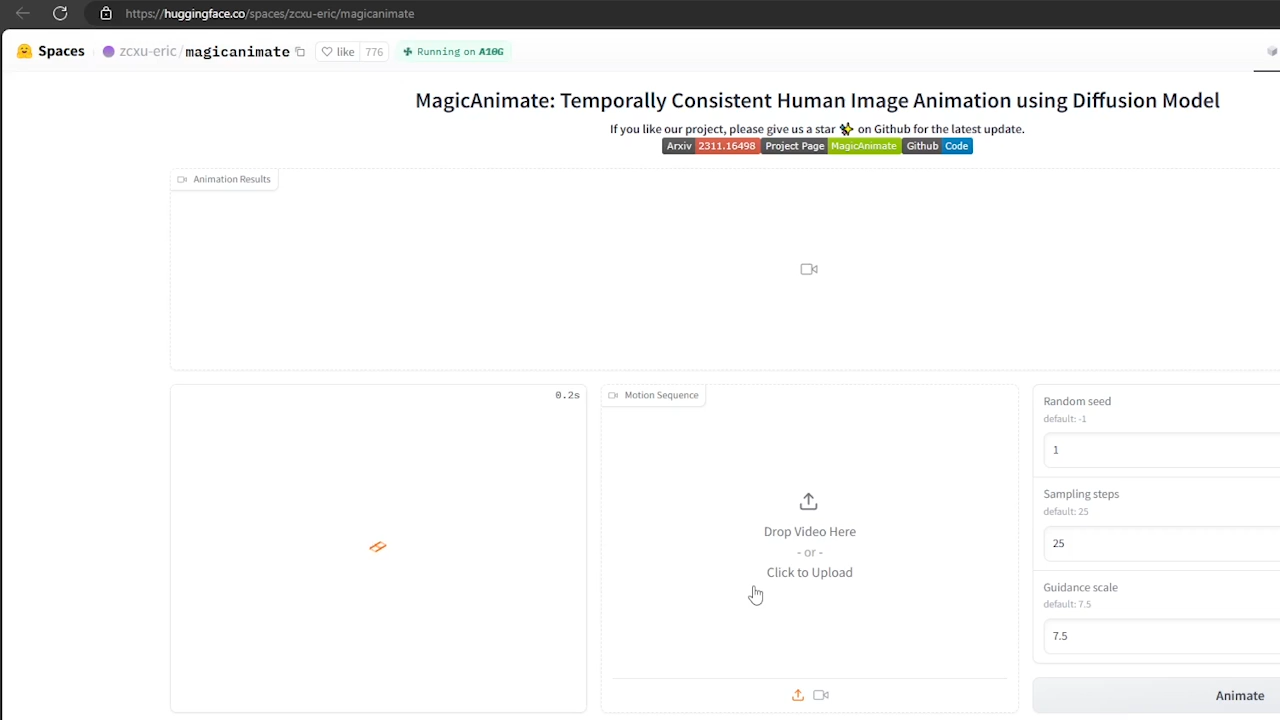 https://huggingface.co/spaces/zcxu-eric/magicanimate
Spaces zcxu-eric/magicanimate like 776 Running on A10G
MagicAnimate: Temporally Consistent Human Image Animation using Diffusion Model
If you like our project, please give us a star ✨ on Github for the latest update.
Arxiv 2311.16498 Project Page MagicAnimate Github Code
Animation Results
0.2s
Motion Sequence
Drop Video Here
- or -
Click to Upload
Random seed
default: -1
1
Sampling steps
default: 25
25
Guidance scale
default: 7.5
7.5
Animate